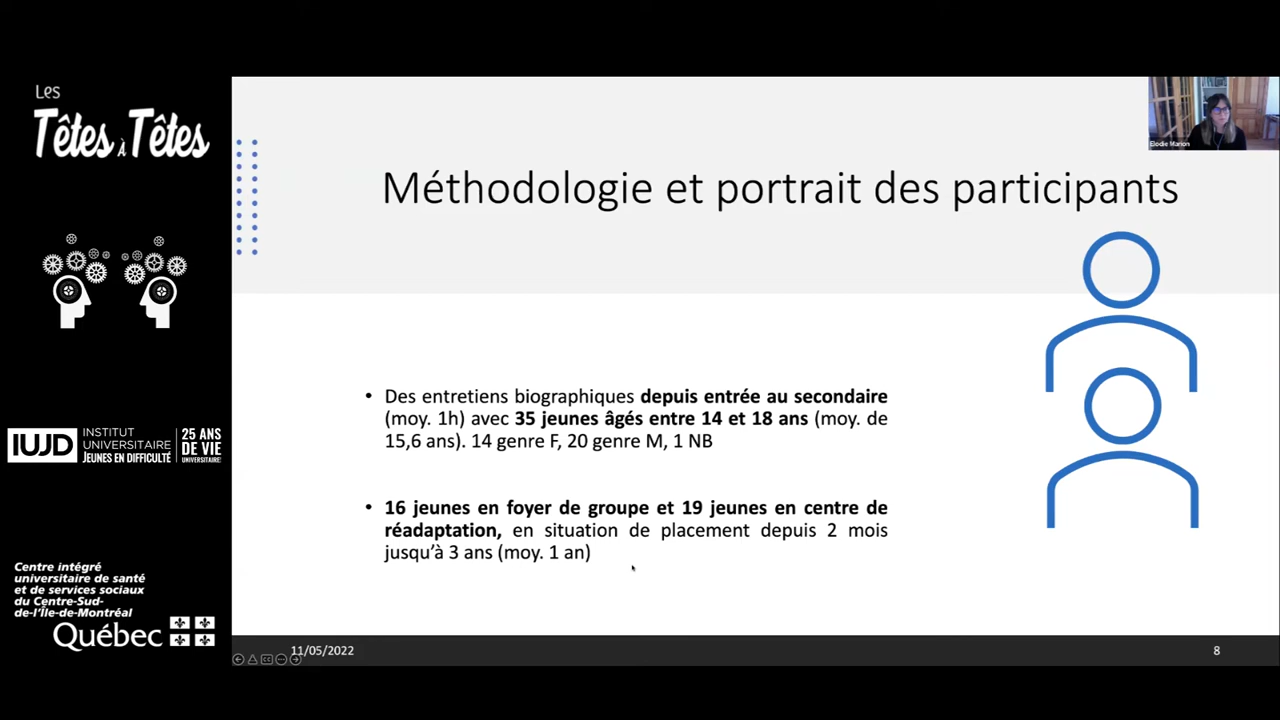 Les
Têtes à Têtes
IUJD
INSTITUT
UNIVERSITAIRE
JEUNES EN DIFFICULTÉ
25 ANS
DE VIE
UNIVERSITAIRE!
Centre intégré
universitaire de santé
et de services sociaux
du Centre-Sud-
de-l'Île-de-Montréal
Québec
Elodie Marion
Méthodologie et portrait des participants
• Des entretiens biographiques depuis entrée au secondaire
(moy. 1h) avec 35 jeunes âgés entre 14 et 18 ans (moy. de
15,6 ans). 14 genre F, 20 genre M, 1 NB
• 16 jeunes en foyer de groupe et 19 jeunes en centre de
réadaptation, en situation de placement depuis 2 mois
jusqu'à 3 ans (moy. 1 an)
11/05/2022
8